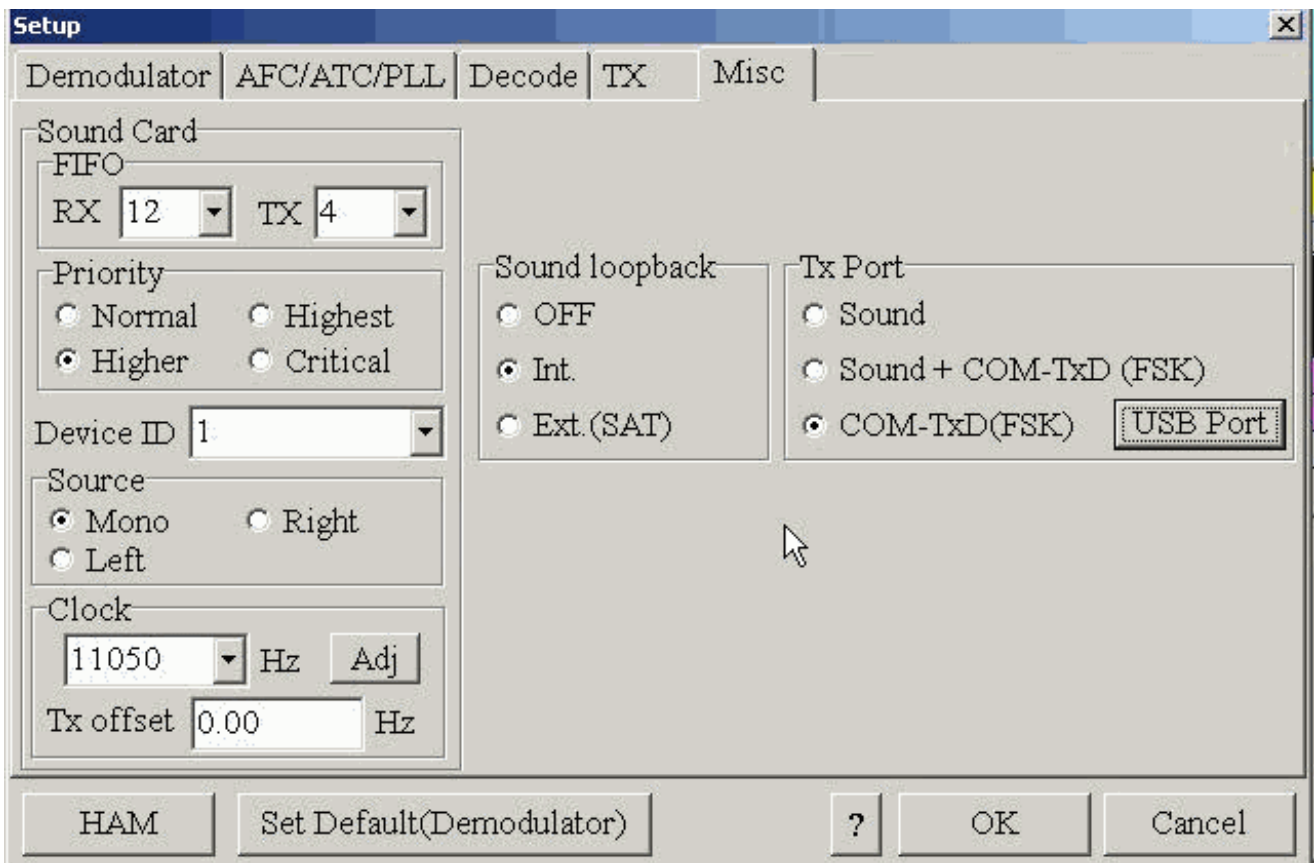 Setup
Demodulator AFC/ATC/PLL Decode TX Misc
Sound Card
FIFO
RX 12 TX 4
Priority
Normal Highest
Higher Critical
Device ID 1
Source
Mono Right
Left
Clock
11050 Hz Adj
Tx offset 0.00 Hz
Sound loopback
OFF
Int.
Ext.(SAT)
Tx Port
Sound
Sound + COM-TxD (FSK)
COM-TxD(FSK) USB Port
HAM Set Default(Demodulator) ? OK Cancel